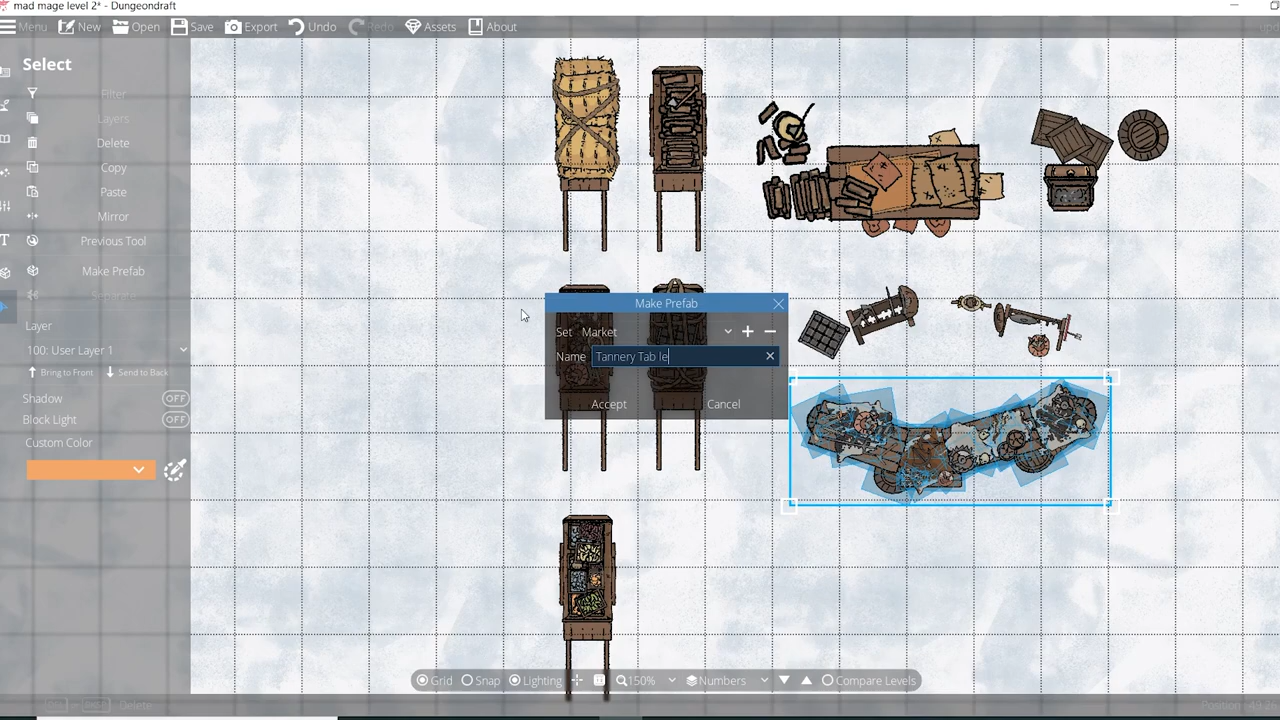 mad mage level 2* - Dungeondraft
Menu New Open Save Export Undo Redo Assets About
Select
Filter
Layers
Delete
Copy
Paste
Mirror
Previous Tool
Make Prefab
Separate
Layer
100: User Layer 1
Bring to Front Send to Back
Shadow OFF
Block Light OFF
Custom Color
Make Prefab
Set Market
Name Tannery Tab le
Accept Cancel
Grid Snap Lighting 150% Numbers Compare Levels
Delete